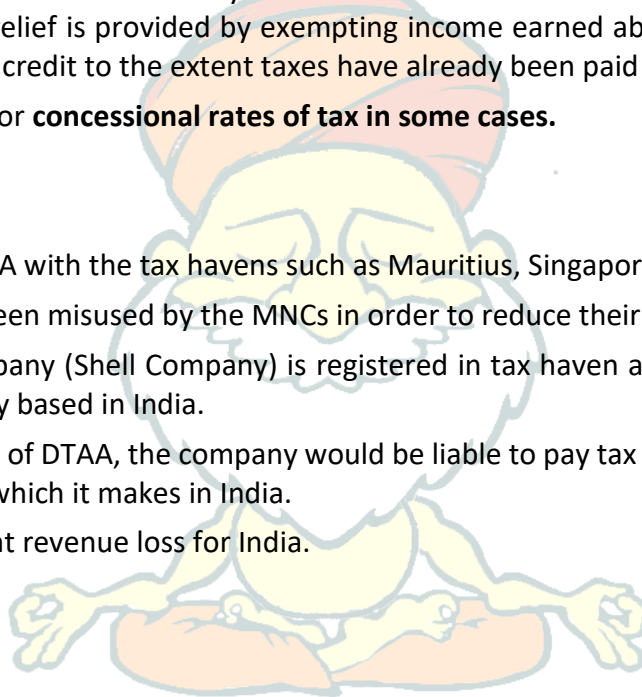 elief is provided by exempting income earned ab
credit to the extent taxes have already been paid
or concessional rates of tax in some cases.
A with the tax havens such as Mauritius, Singapor
een misused by the MNCs in order to reduce their
pany (Shell Company) is registered in tax haven a
y based in India.
of DTAA, the company would be liable to pay tax
which it makes in India.
nt revenue loss for India.